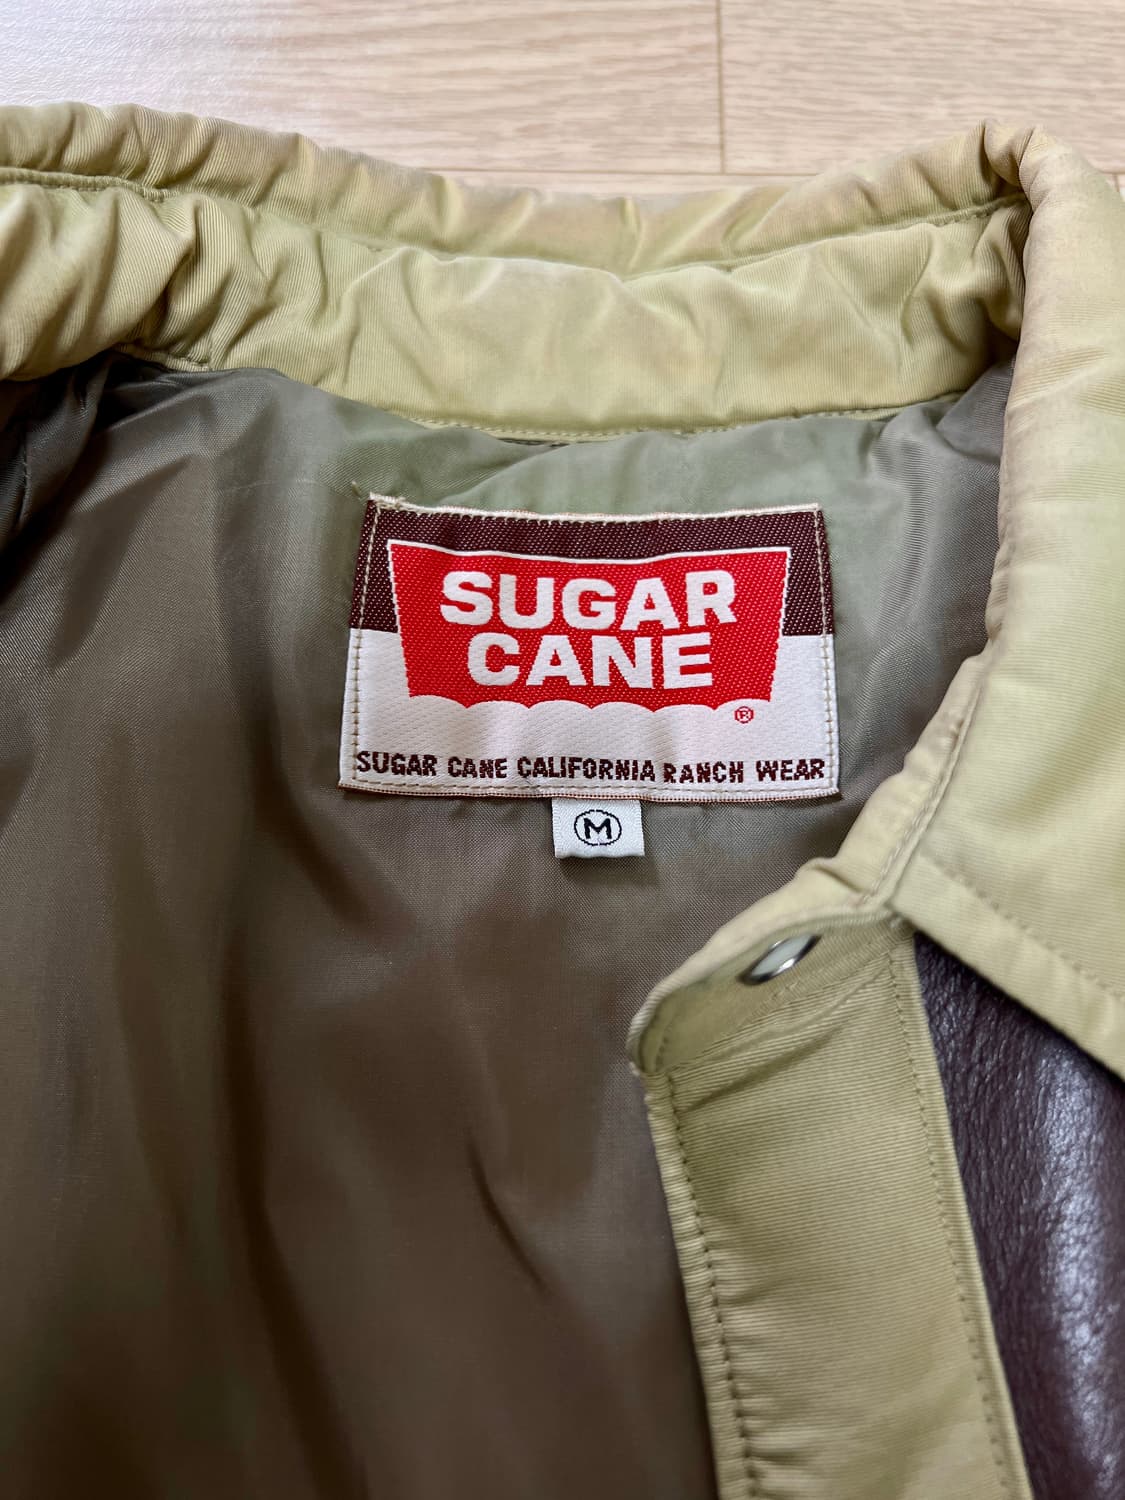 SUGAR
CANE
®
SUGAR CANE CALIFORNIA RANCH WEAR
M